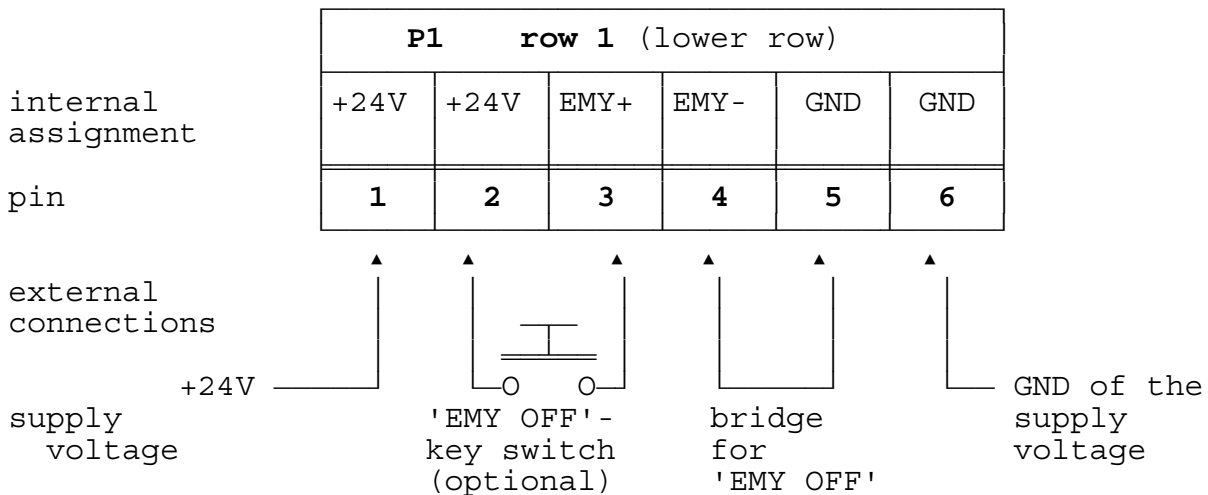 P1 row 1 (lower row)
internal assignment
+24V +24V EMY+ EMY- GND GND
pin 1 2 3 4 5 6
external connections
+24V
supply voltage
'EMY OFF'-
key switch
(optional)
bridge
for
'EMY OFF'
GND of the
supply
voltage
O O